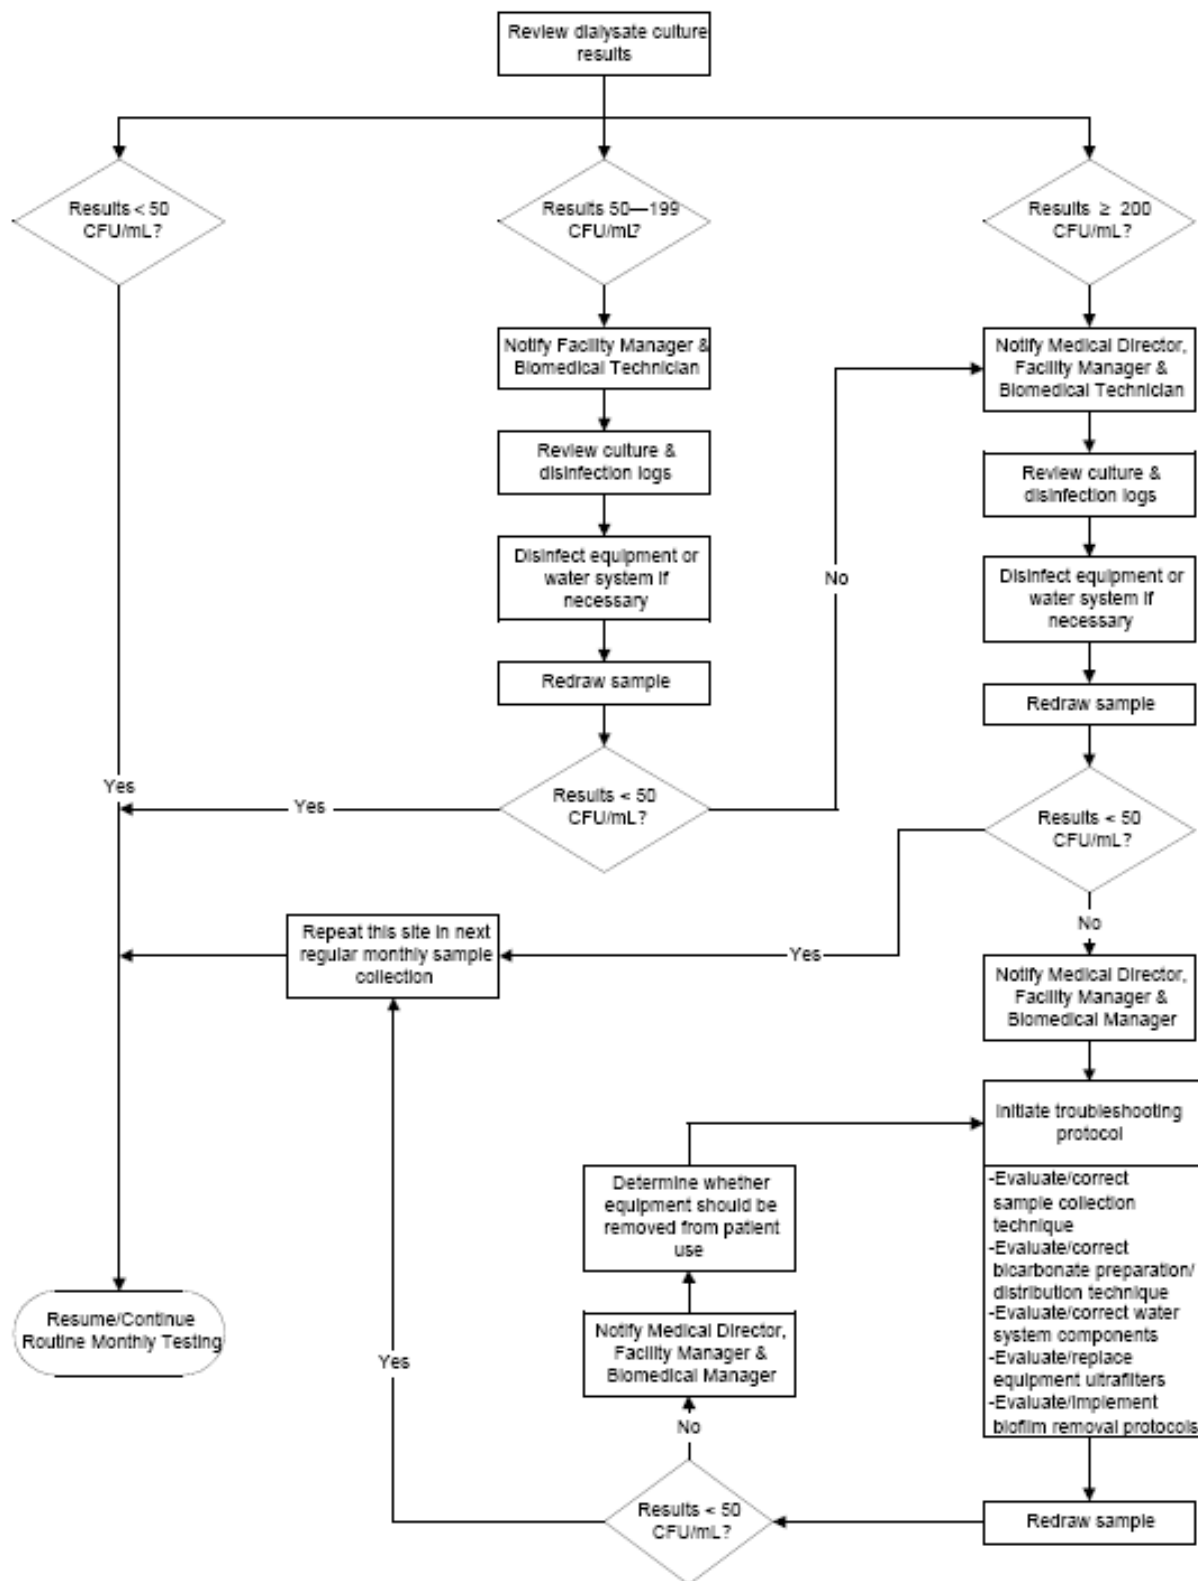 Review dialysate culture
results
Results < 50
CFU/mL?
Results 50—199
CFU/mL?
Results ≥ 200
CFU/mL?
Notify Facility Manager &
Biomedical Technician
Notify Medical Director,
Facility Manager &
Biomedical Technician
Review culture &
disinfection logs
Review culture &
disinfection logs
Disinfect equipment or
water system if
necessary
No
Disinfect equipment or
water system if
necessary
Redraw sample
Redraw sample
Yes
Yes
Results < 50
CFU/mL?
Results < 50
CFU/mL?
No
Repeat this site in next
regular monthly sample
collection
Yes
Notify Medical Director,
Facility Manager &
Biomedical Manager
Initiate troubleshooting
protocol
-Evaluate/correct
sample collection
technique
-Evaluate/correct
bicarbonate preparation/
distribution technique
-Evaluate/correct water
system components
-Evaluate/replace
equipment ultrafilters
-Evaluate/implement
biofilm removal protocols
Determine whether
equipment should be
removed from patient
use
Resume/Continue
Routine Monthly Testing
Notify Medical Director,
Facility Manager &
Biomedical Manager
Yes
No
Results < 50
CFU/mL?
Redraw sample